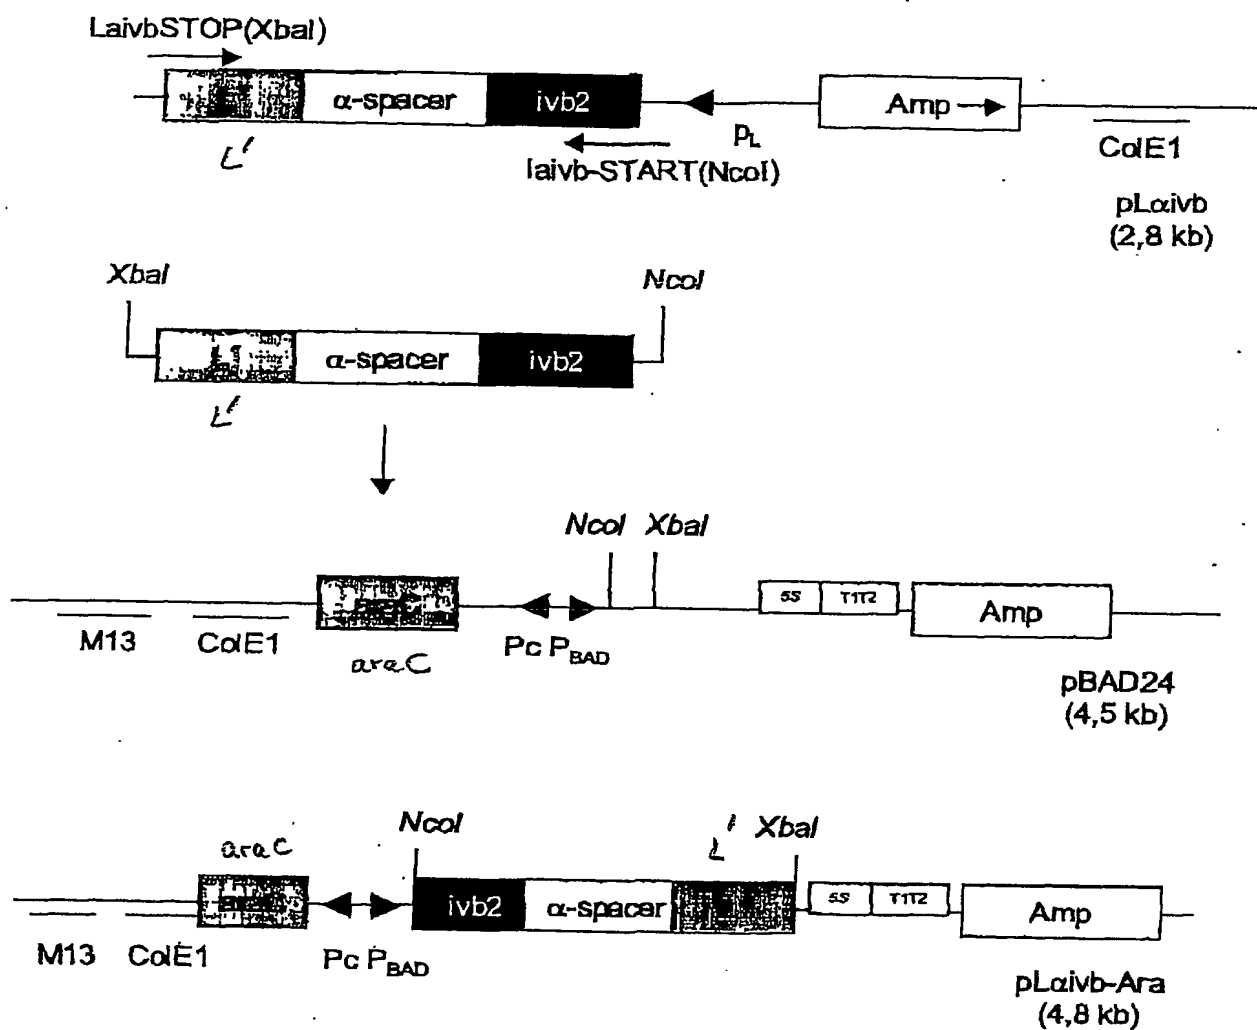 LaivbSTOP(XbaI)
α-spacer
ivb2
Amp
pL
L'
laivb-START(NcoI)
ColE1
pLαivb
(2,8 kb)
XbaI
NcoI
α-spacer
ivb2
L'
NcoI XbaI
5S
T1T2
Amp
M13
ColE1
araC
Pc PBAD
pBAD24
(4,5 kb)
araC
NcoI
L'
XbaI
ivb2
α-spacer
5S
T1T2
Amp
M13
ColE1
Pc PBAD
pLαivb-Ara
(4,8 kb)